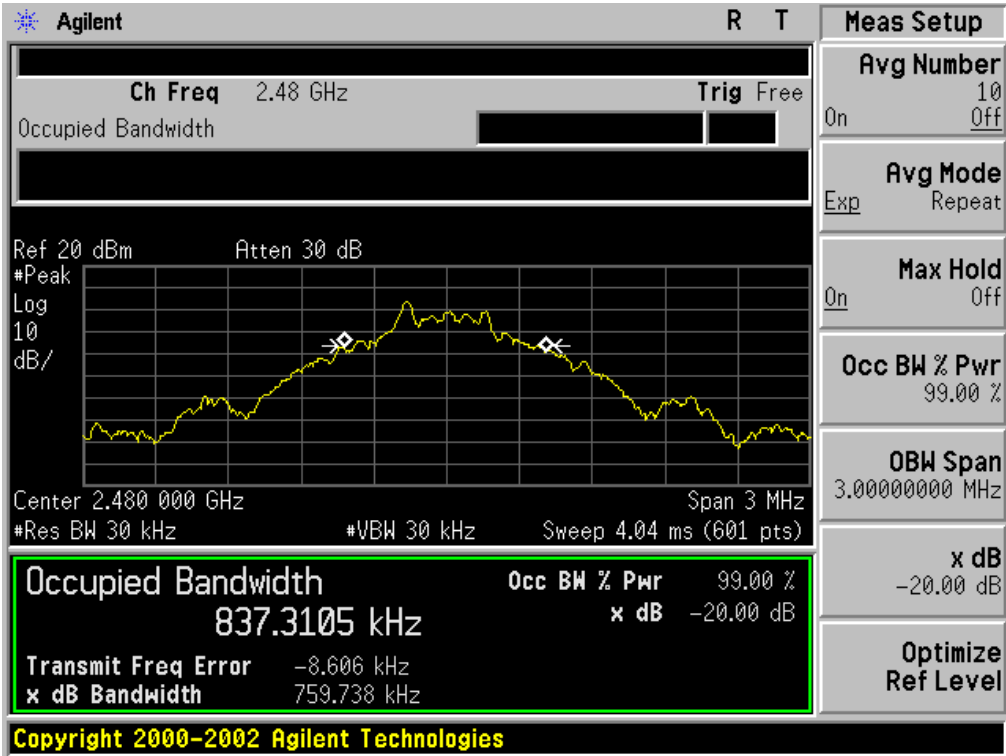 Agilent R T
Ch Freq 2.48 GHz Trig Free
Occupied Bandwidth
Ref 20 dBm Atten 30 dB
#Peak
Log
10
dB/
Center 2.480 000 GHz Span 3 MHz
#Res BW 30 kHz #VBW 30 kHz Sweep 4.04 ms (601 pts)
Occupied Bandwidth Occ BW % Pwr 99.00 %
837.3105 kHz x dB -20.00 dB
Transmit Freq Error -8.606 kHz
x dB Bandwidth 759.738 kHz
Copyright 2000-2002 Agilent Technologies
Meas Setup
Avg Number
10
On Off
Avg Mode
Exp Repeat
Max Hold
On Off
Occ BW % Pwr
99.00 %
OBW Span
3.00000000 MHz
x dB
-20.00 dB
Optimize
Ref Level